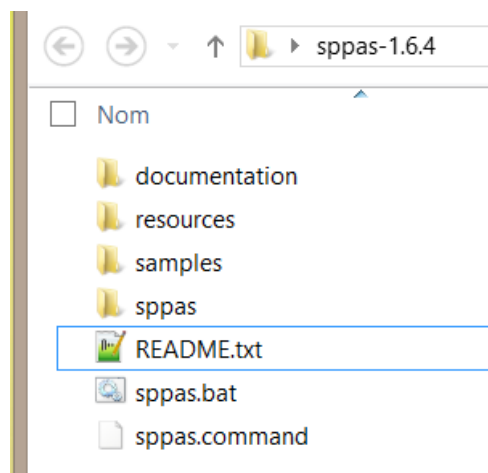 sppas-1.6.4
Nom
documentation
resources
samples
sppas
README.txt
sppas.bat
sppas.command